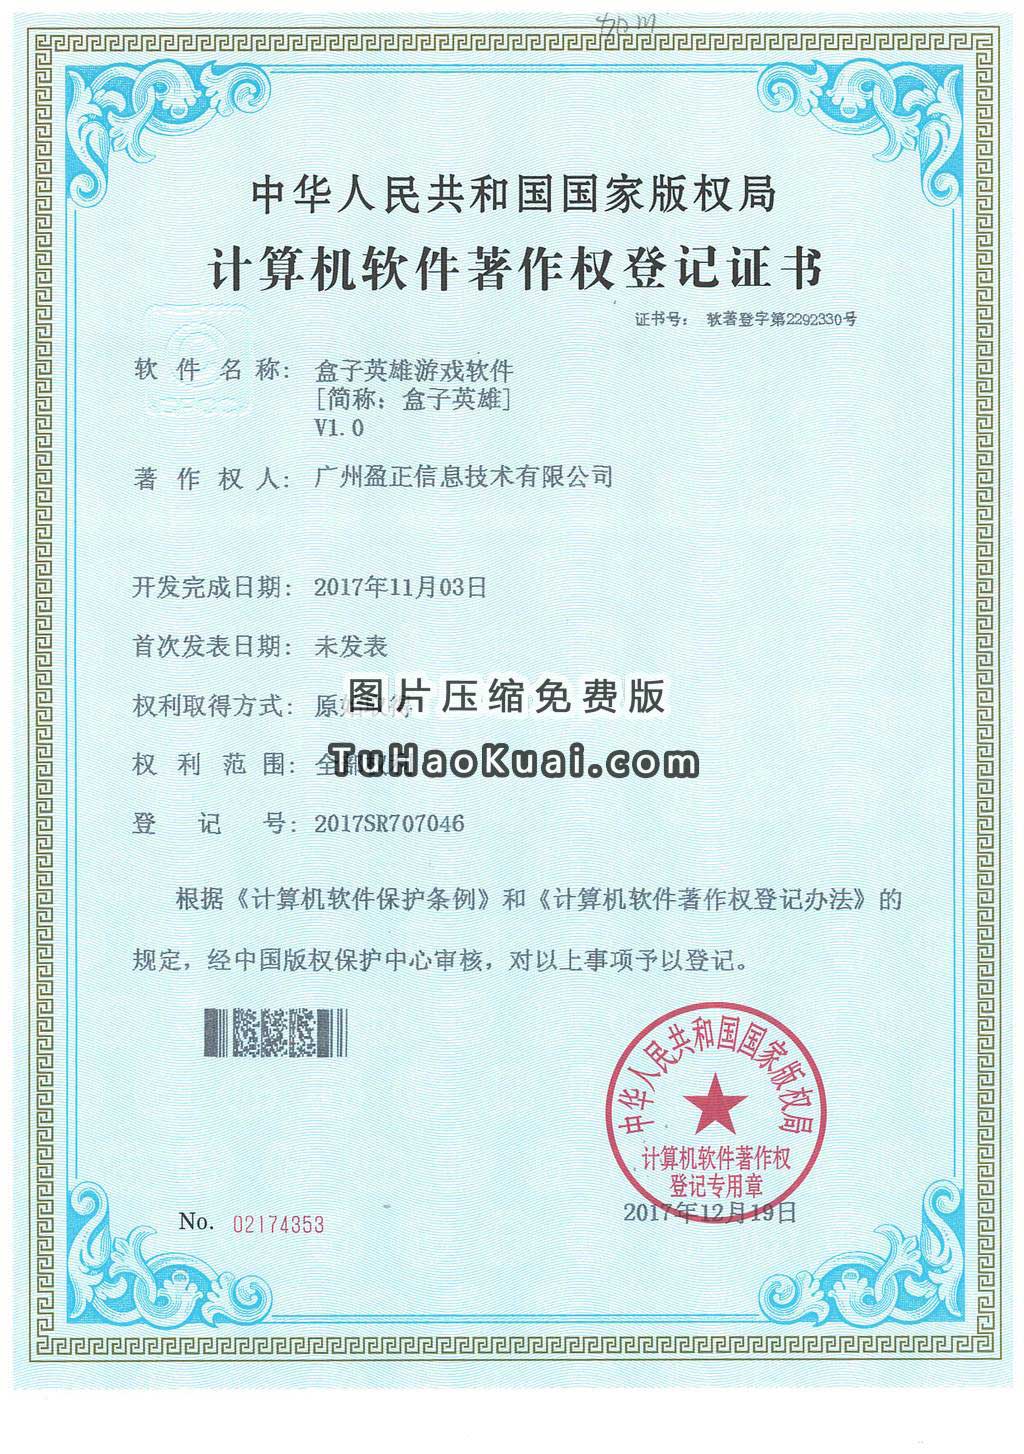 中华人民共和国国家版权局
计算机软件著作权登记证书
证书号： 软著登字第2292330号
软件名称： 盒子英雄游戏软件
[简称：盒子英雄]
V1.0
著作权人： 广州盈正信息技术有限公司
开发完成日期： 2017年11月03日
首次发表日期： 未发表
权利取得方式： 原始取得
图片压缩免费版
权利范围： 全部权利
TuHaoKuai.com
登记号： 2017SR707046
根据《计算机软件保护条例》和《计算机软件著作权登记办法》的
规定，经中国版权保护中心审核，对以上事项予以登记。
中华人民共和国国家版权局
计算机软件著作权
登记专用章
2017年12月19日
No. 02174353